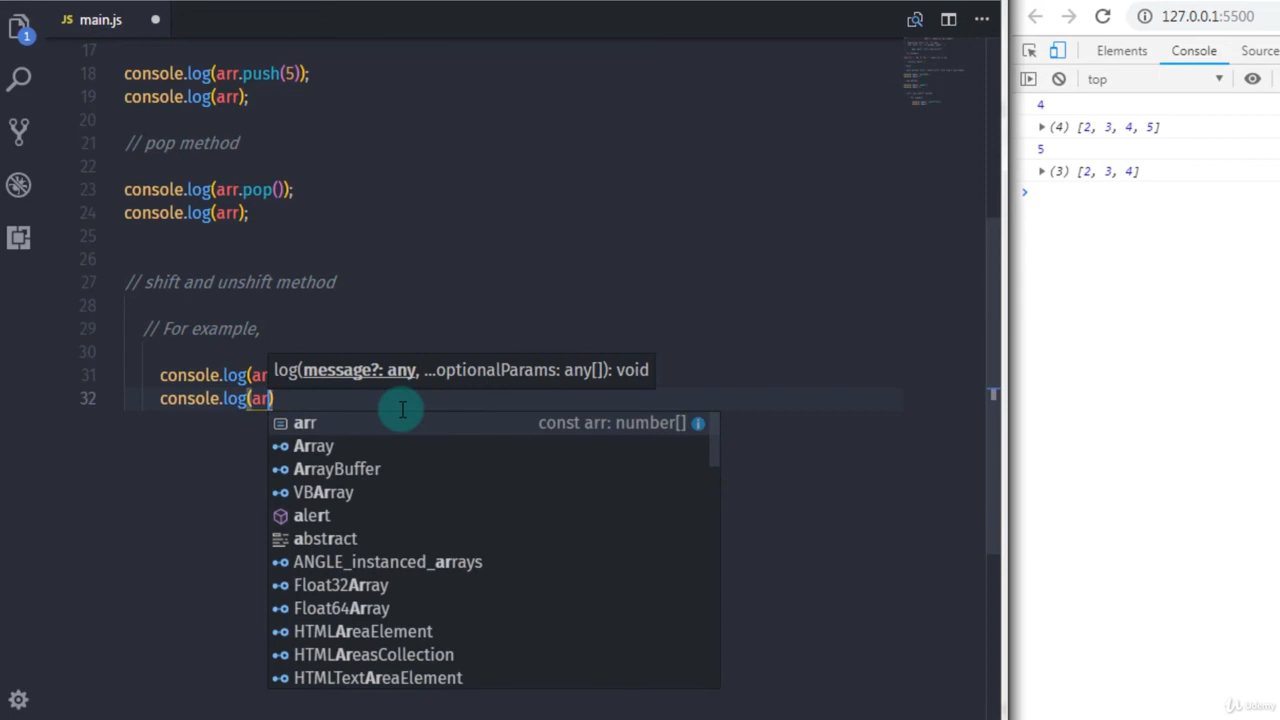 main.js
1
17
18 console.log(arr.push(5));
19 console.log(arr);
20
21 // pop method
22
23 console.log(arr.pop());
24 console.log(arr);
25
26
27 // shift and unshift method
28
29 // For example,
30
31 console.log(ar
32 console.log(ar)
log(message?: any, ...optionalParams: any[]): void
arr const arr: number[]
Array
ArrayBuffer
VBArray
alert
abstract
ANGLE_instanced_arrays
Float32Array
Float64Array
HTMLAreaElement
HTMLAreasCollection
HTMLTextAreaElement
127.0.0.1:5500
Elements Console Source
top
4
(4) [2, 3, 4, 5]
5
(3) [2, 3, 4]
Udemy